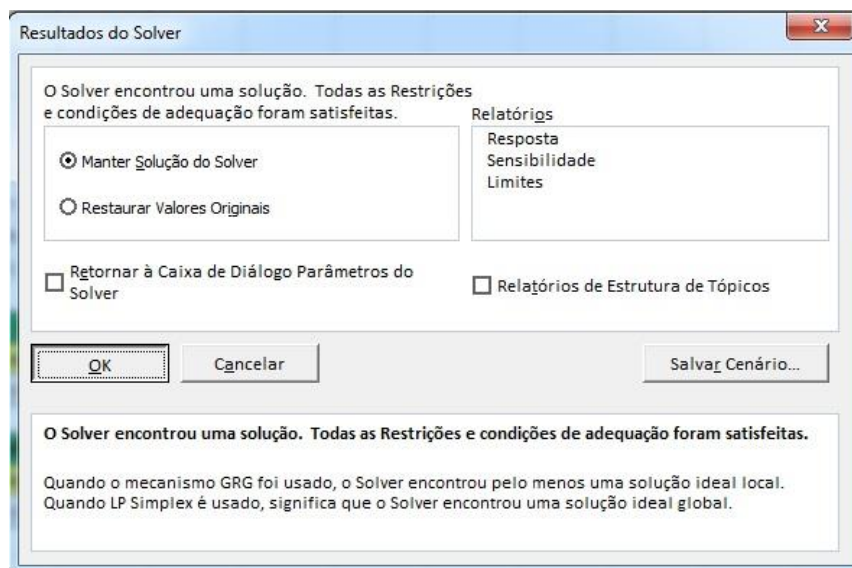 Resultados do Solver
O Solver encontrou uma solução. Todas as Restrições
e condições de adequação foram satisfeitas.
Manter Solução do Solver
Restaurar Valores Originais
Relatórios
Resposta
Sensibilidade
Limites
Retornar à Caixa de Diálogo Parâmetros do
Solver
Relatórios de Estrutura de Tópicos
OK
Cancelar
Salvar Cenário...
O Solver encontrou uma solução. Todas as Restrições e condições de adequação foram satisfeitas.
Quando o mecanismo GRG foi usado, o Solver encontrou pelo menos uma solução ideal local.
Quando LP Simplex é usado, significa que o Solver encontrou uma solução ideal global.